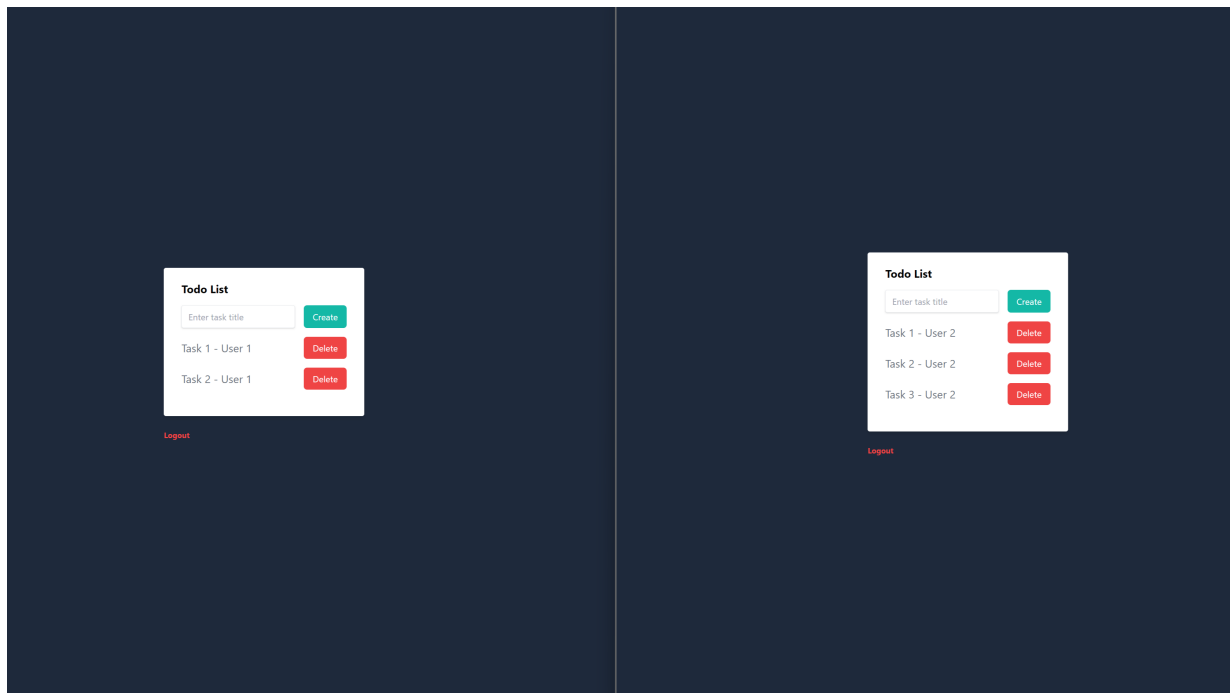 Todo List
Enter task title Create
Task 1 - User 1 Delete
Task 2 - User 1 Delete
Logout
Todo List
Enter task title Create
Task 1 - User 2 Delete
Task 2 - User 2 Delete
Task 3 - User 2 Delete
Logout